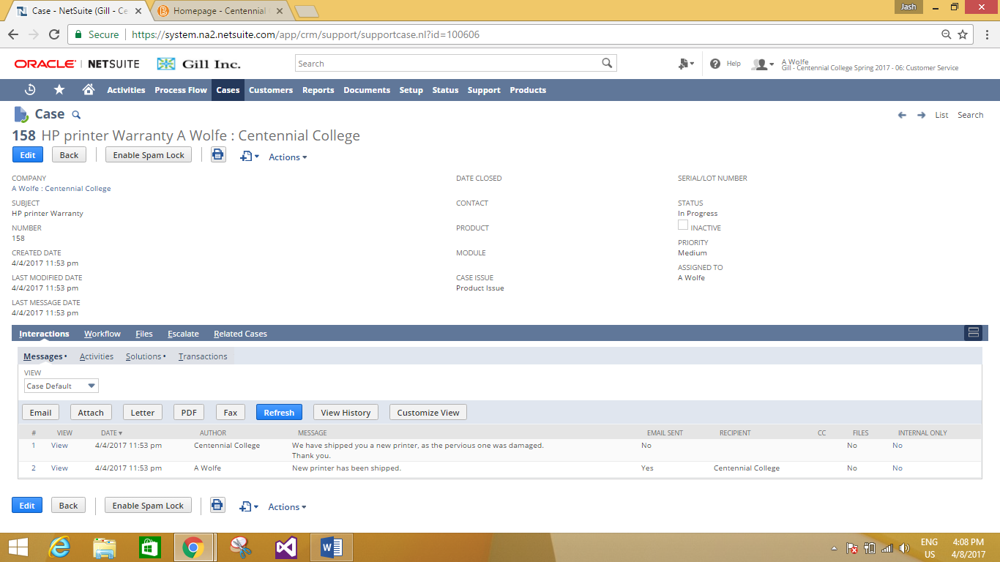 Case - NetSuite (Gill - Ce
Homepage - Centennial
Jash
Secure https://system.na2.netsuite.com/app/crm/support/supportcase.nl?id=100606
ORACLE NETSUITE Gill Inc. Search Help A Wolfe
Gill - Centennial College Spring 2017 - 06: Customer Service
Activities Process Flow Cases Customers Reports Documents Setup Status Support Products
Case List Search
158 HP printer Warranty A Wolfe : Centennial College
Edit Back Enable Spam Lock Actions
COMPANY
A Wolfe : Centennial College
SUBJECT
HP printer Warranty
NUMBER
158
CREATED DATE
4/4/2017 11:53 pm
LAST MODIFIED DATE
4/4/2017 11:53 pm
LAST MESSAGE DATE
4/4/2017 11:53 pm
DATE CLOSED
CONTACT
PRODUCT
MODULE
CASE ISSUE
Product Issue
SERIAL/LOT NUMBER
STATUS
In Progress
INACTIVE
PRIORITY
Medium
ASSIGNED TO
A Wolfe
Interactions Workflow Files Escalate Related Cases
Messages • Activities Solutions • Transactions
VIEW
Case Default
Email Attach Letter PDF Fax Refresh View History Customize View
# VIEW DATE AUTHOR MESSAGE EMAIL SENT RECIPIENT CC FILES INTERNAL ONLY
1 View 4/4/2017 11:53 pm Centennial College We have shipped you a new printer, as the pervious one was damaged. No No No
Thank you.
2 View 4/4/2017 11:53 pm A Wolfe New printer has been shipped. Yes Centennial College No No
Edit Back Enable Spam Lock Actions
ENG 4:08 PM
US 4/8/2017